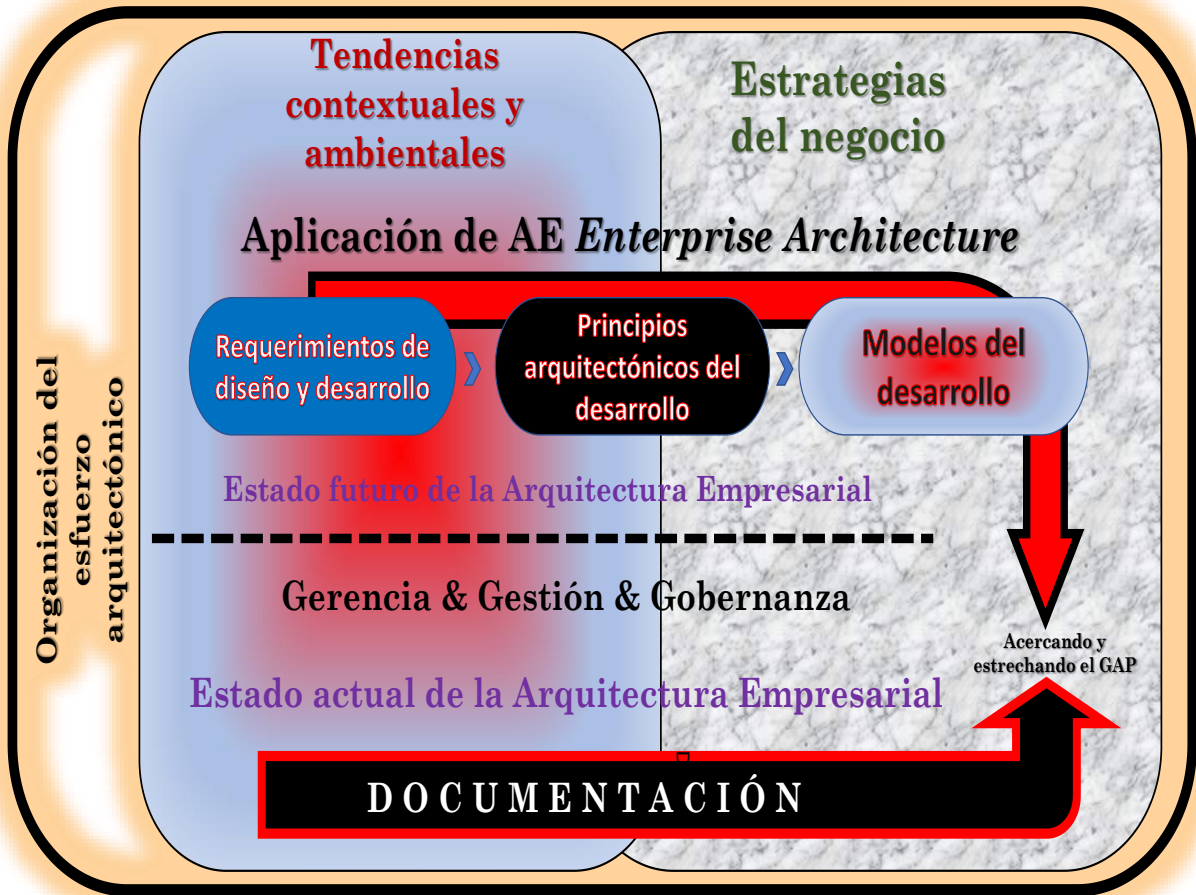 Tendencias
contextuales y
ambientales
Estrategias
del negocio
Aplicación de AE Enterprise Architecture
Requerimientos de
diseño y desarrollo
Principios
arquitectónicos del
desarrollo
Modelos del
desarrollo
Estado futuro de la Arquitectura Empresarial
Gerencia & Gestión & Gobernanza
Acercando y
estrechando el GAP
Estado actual de la Arquitectura Empresarial
DOCUMENTACIÓN
Organización del
esfuerzo
arquitectónico